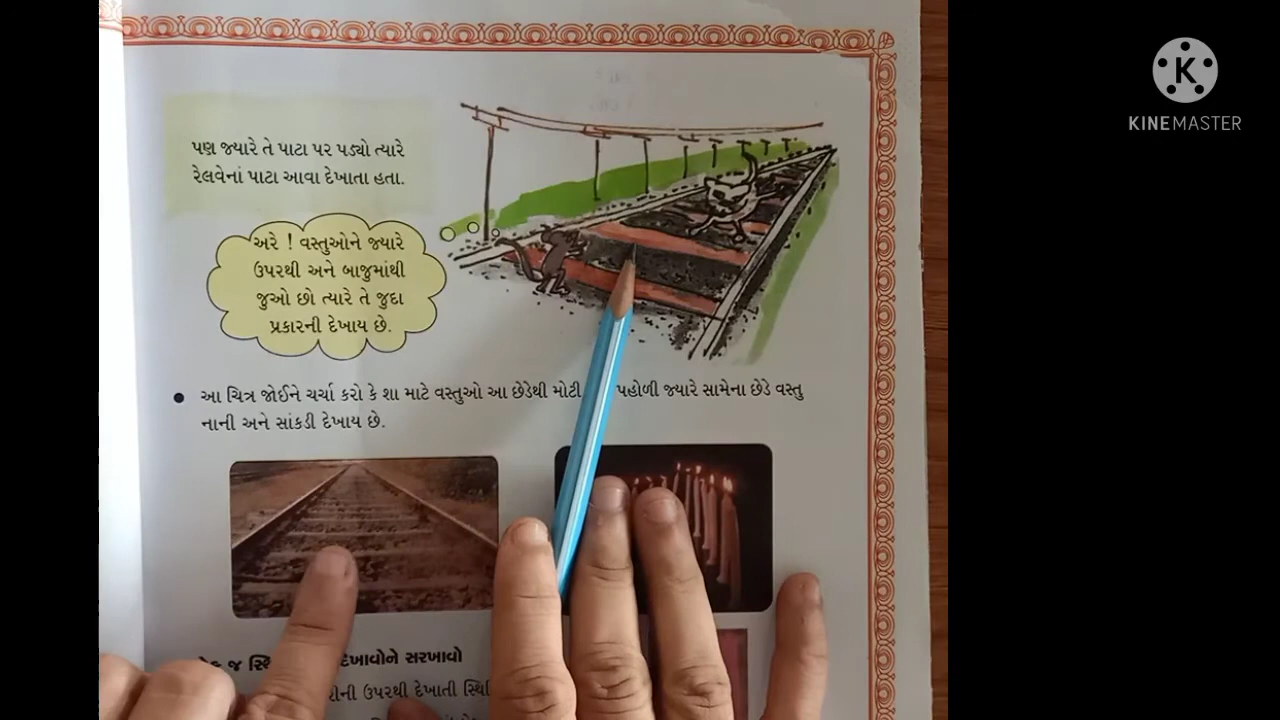 પણ જ્યારે તે પાટા પર પડ્યો ત્યારે
રેલવેનાં પાટા આવા દેખાતા હતા.
અરે ! વસ્તુઓને જ્યારે
ઉપરથી અને બાજુમાંથી
જુઓ છો ત્યારે તે જુદા
પ્રકારની દેખાય છે.
આ ચિત્ર જોઈને ચર્ચા કરો કે શા માટે વસ્તુઓ આ છેડેથી મોટી પહોળી જ્યારે સામેના છેડે વસ્તુ
નાની અને સાંકડી દેખાય છે.
જ દેખાવોને સરખાવો
ઉપરથી દેખાતી
K
KINEMASTER